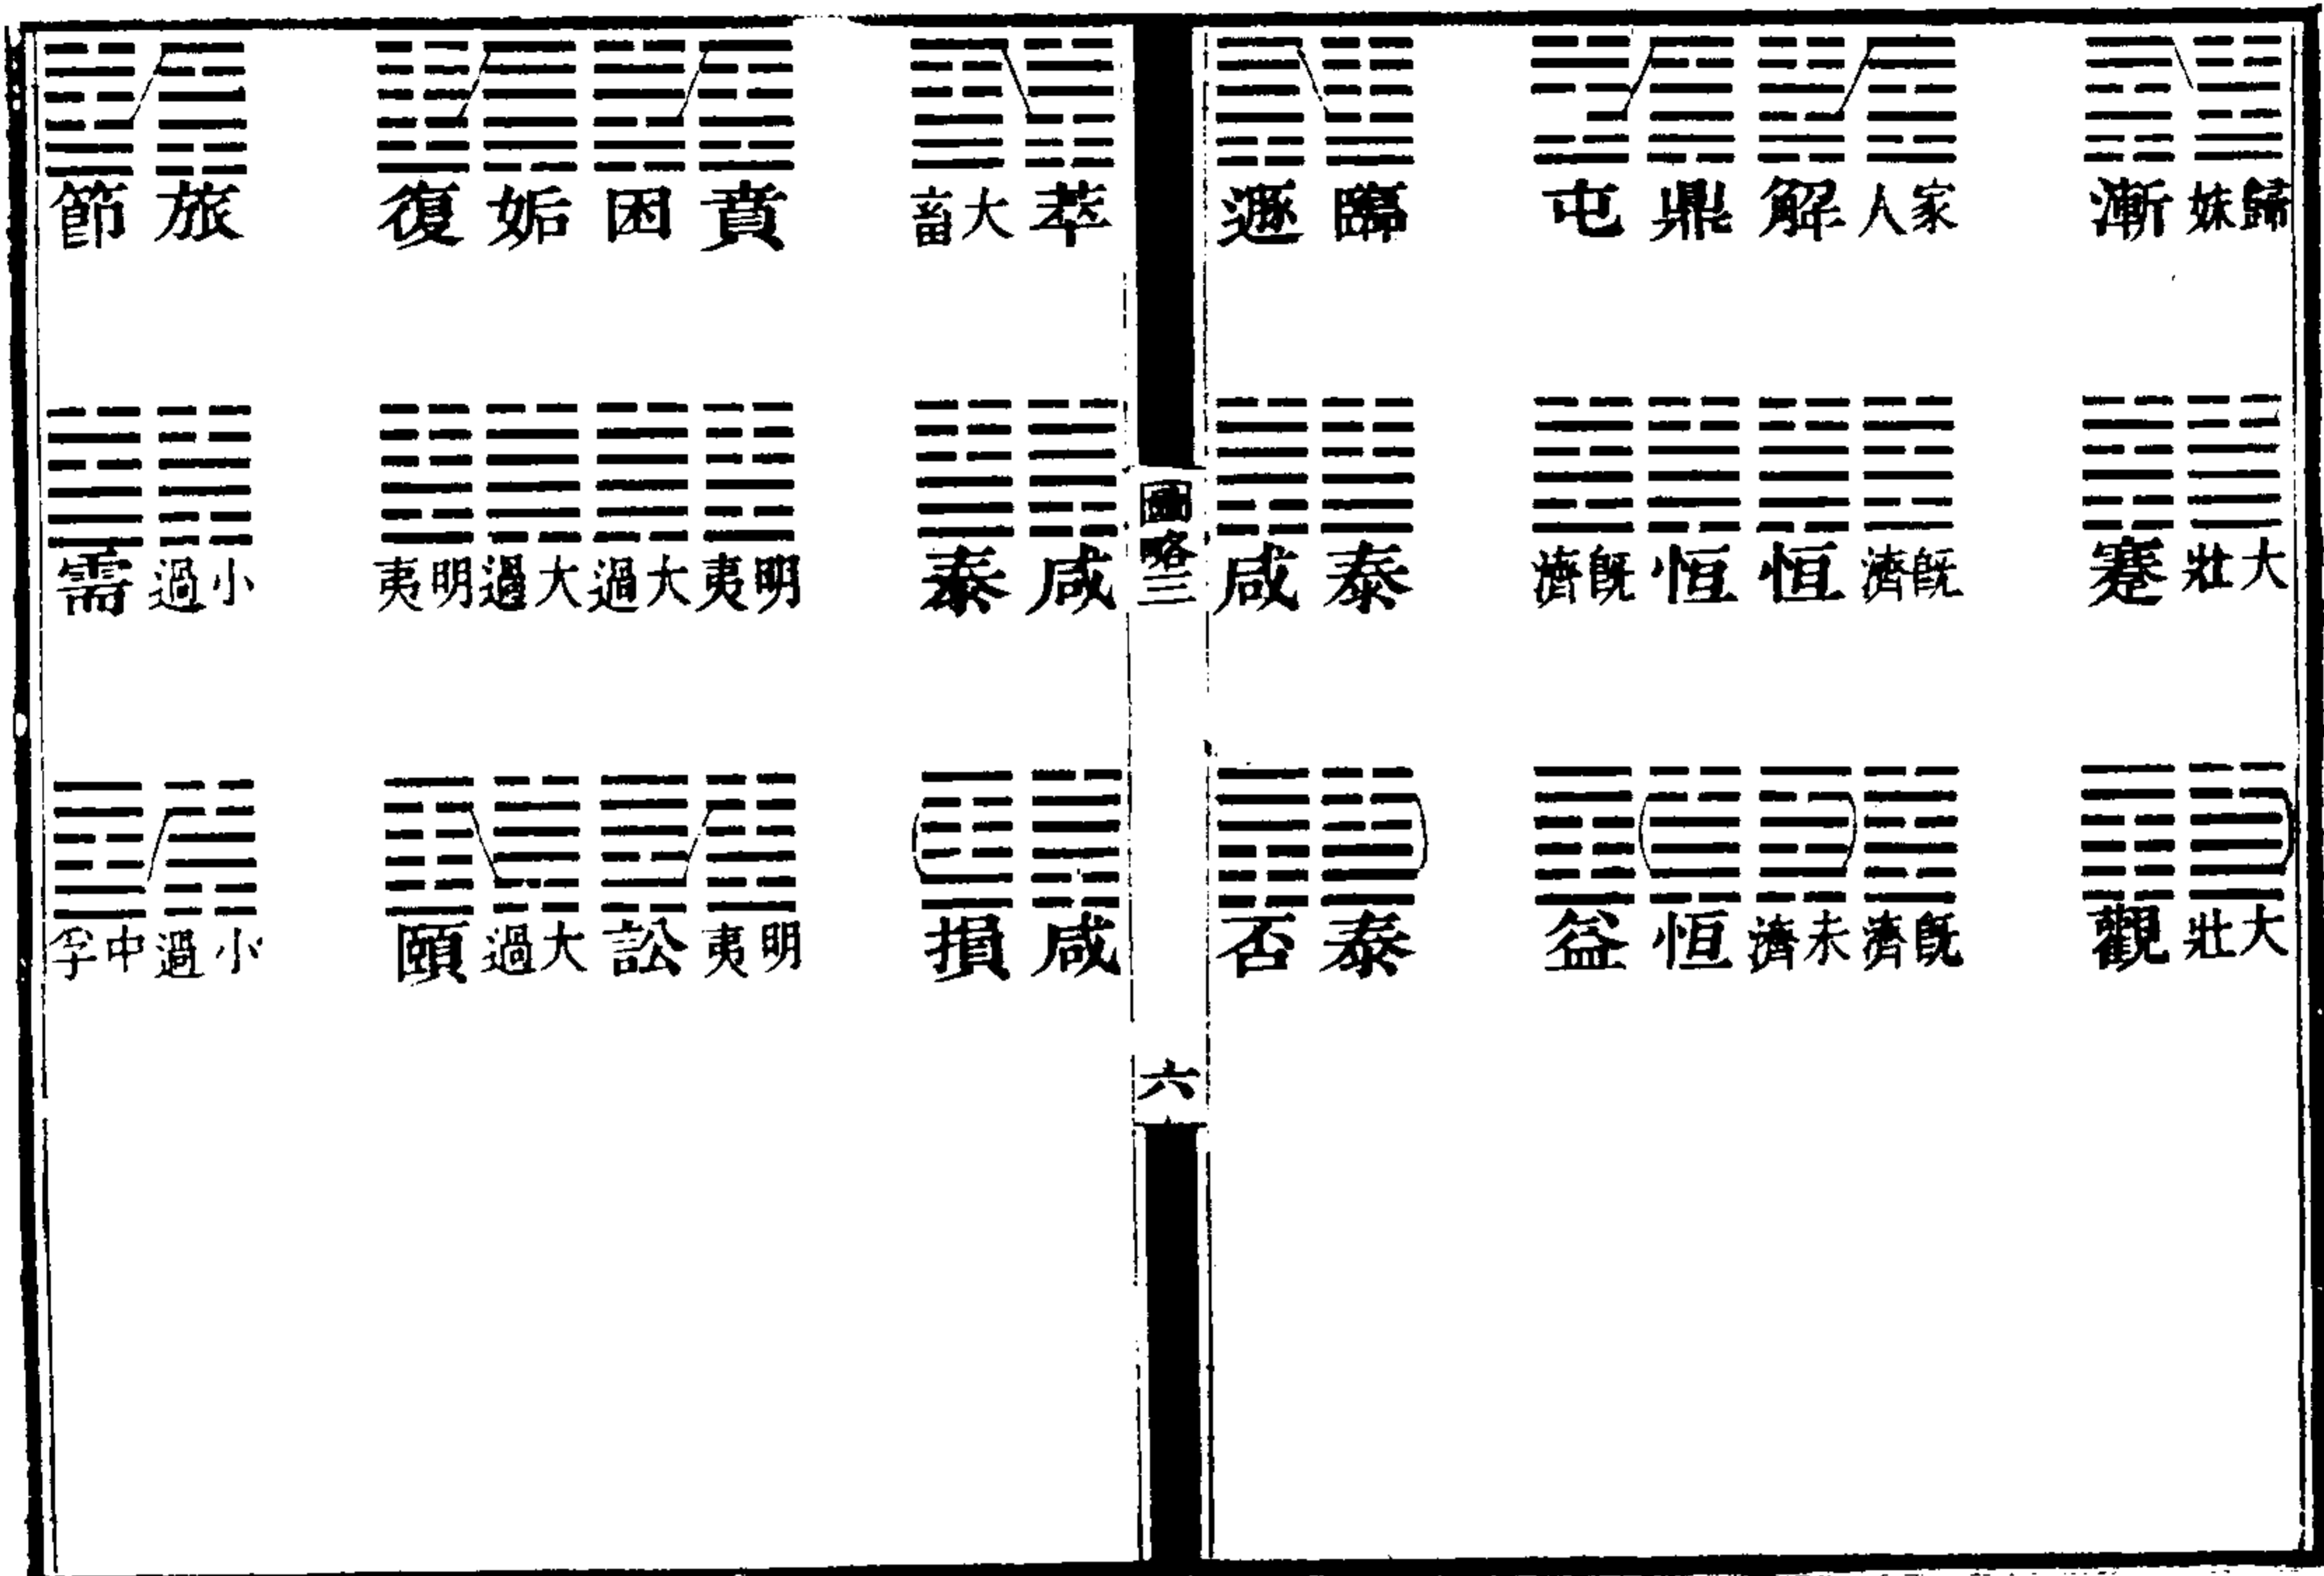 歸妹 漸 家人 解 鼎 屯 臨 遯
大壯 蹇 既濟 恒 恒 既濟 泰 咸
大壯 觀 既濟 未濟 恒 益 泰 否
圖略三
六
萃 大畜 賁 困 姤 復 旅 節
咸 泰 明夷 大過 大過 明夷 小過 需
咸 損 明夷 訟 大過 頤 小過 中孚